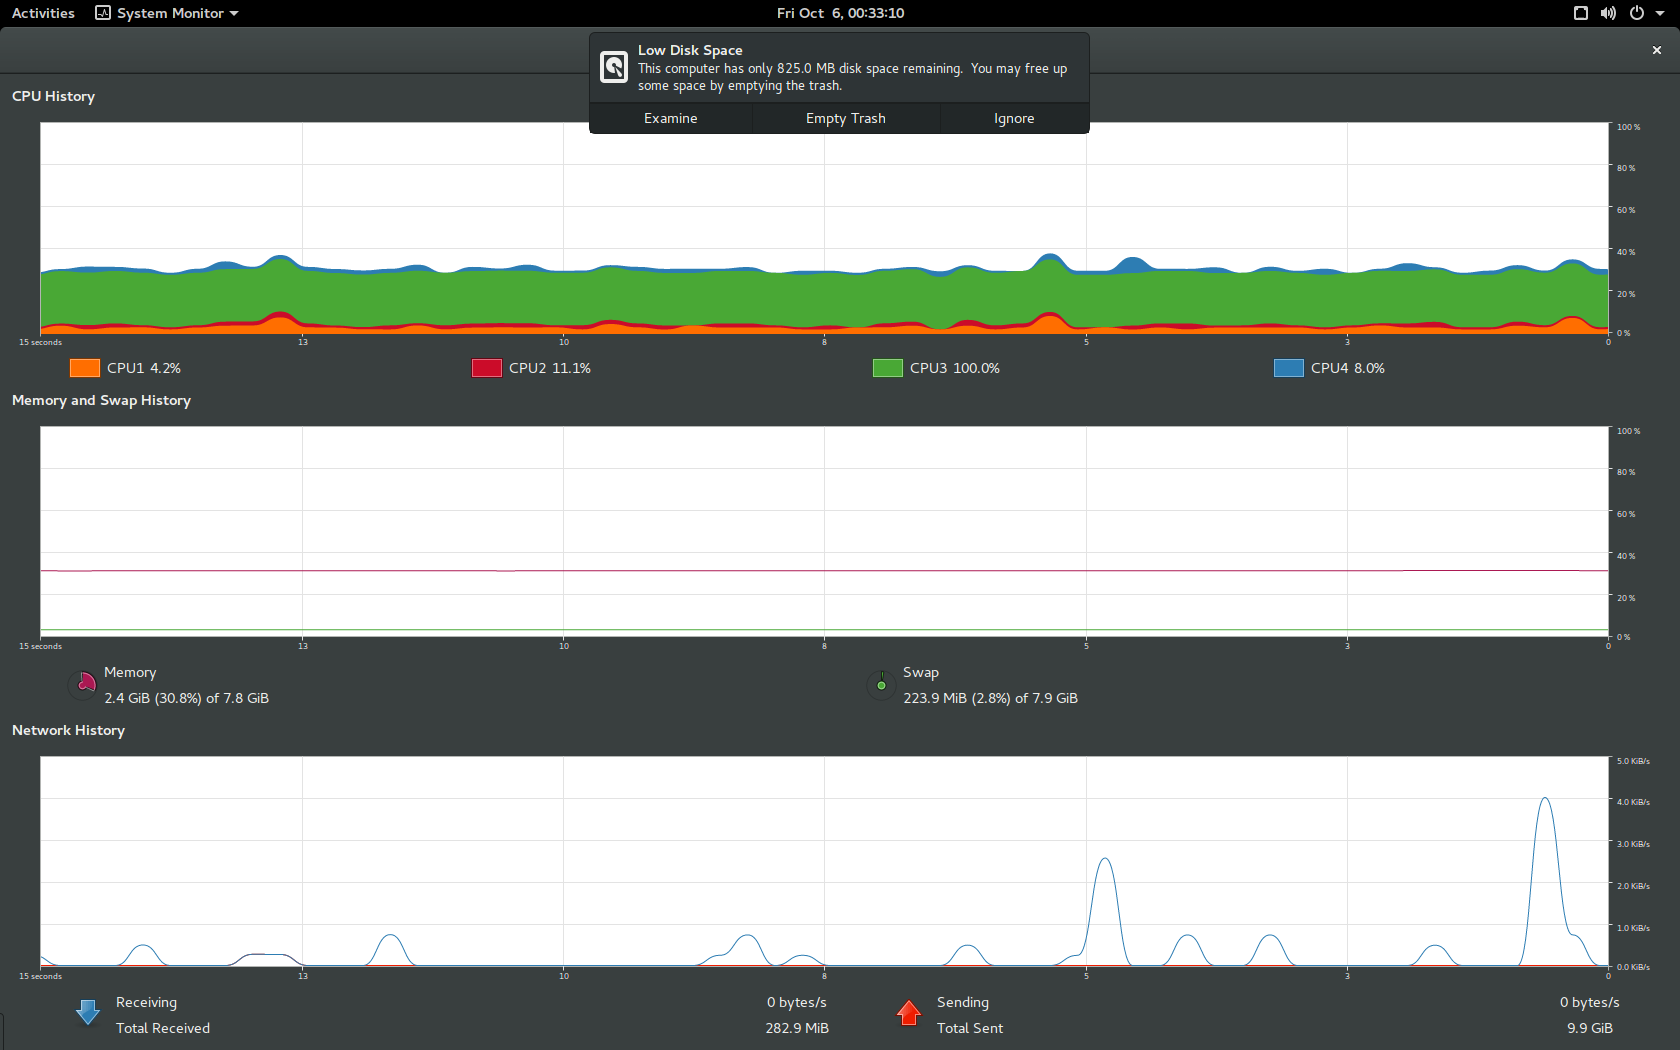 Activities System Monitor Fri Oct 6, 00:33:10
Low Disk Space
This computer has only 825.0 MB disk space remaining. You may free up
some space by emptying the trash.
Examine Empty Trash Ignore
CPU History
100 %
80 %
60 %
40 %
20 %
0 %
15 seconds 13 10 8 5 3 0
CPU1 4.2% CPU2 11.1% CPU3 100.0% CPU4 8.0%
Memory and Swap History
100 %
80 %
60 %
40 %
20 %
0 %
15 seconds 13 10 8 5 3 0
Memory Swap
2.4 GiB (30.8%) of 7.8 GiB 223.9 MiB (2.8%) of 7.9 GiB
Network History
5.0 KiB/s
4.0 KiB/s
3.0 KiB/s
2.0 KiB/s
1.0 KiB/s
0.0 KiB/s
15 seconds 13 10 8 5 3 0
Receiving 0 bytes/s Sending 0 bytes/s
Total Received 282.9 MiB Total Sent 9.9 GiB